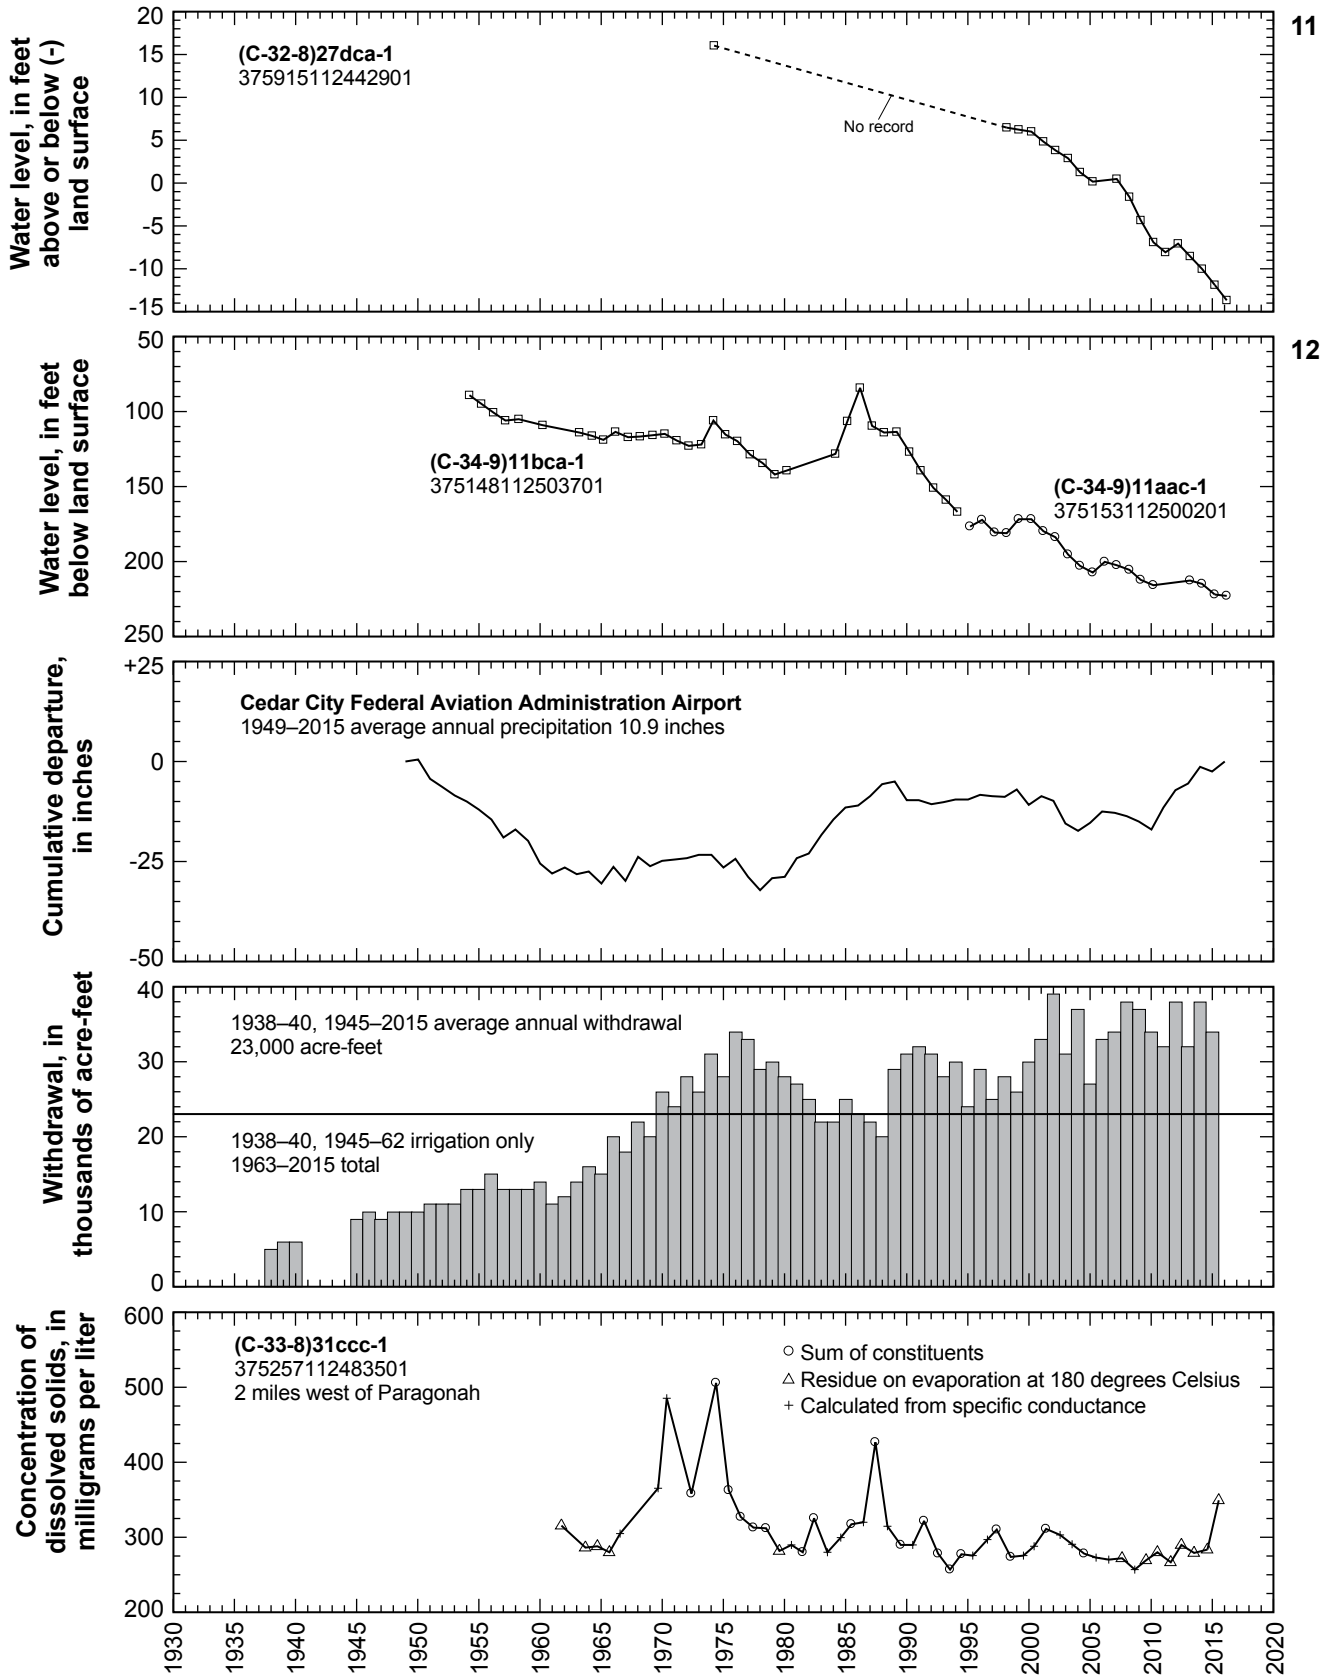 11
Water level, in feet
above or below (-)
land surface
20
15
10
5
0
-5
-10
-15
(C-32-8)27dca-1
375915112442901
No record
12
Water level, in feet
below land surface
50
100
150
200
250
(C-34-9)11bca-1
375148112503701
(C-34-9)11aac-1
375153112500201
Cumulative departure,
in inches
+25
0
-25
-50
Cedar City Federal Aviation Administration Airport
1949–2015 average annual precipitation 10.9 inches
Withdrawal, in
thousands of acre-feet
40
30
20
10
0
1938–40, 1945–2015 average annual withdrawal
23,000 acre-feet
1938–40, 1945–62 irrigation only
1963–2015 total
Concentration of
dissolved solids, in
milligrams per liter
600
500
400
300
200
(C-33-8)31ccc-1
375257112483501
2 miles west of Paragonah
Sum of constituents
Residue on evaporation at 180 degrees Celsius
Calculated from specific conductance
1930
1935
1940
1945
1950
1955
1960
1965
1970
1975
1980
1985
1990
1995
2000
2005
2010
2015
2020